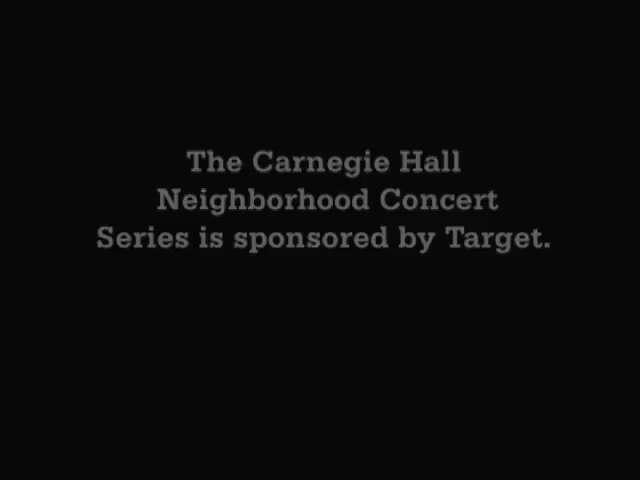 The Carnegie Hall
Neighborhood Concert
Series is sponsored by Target.